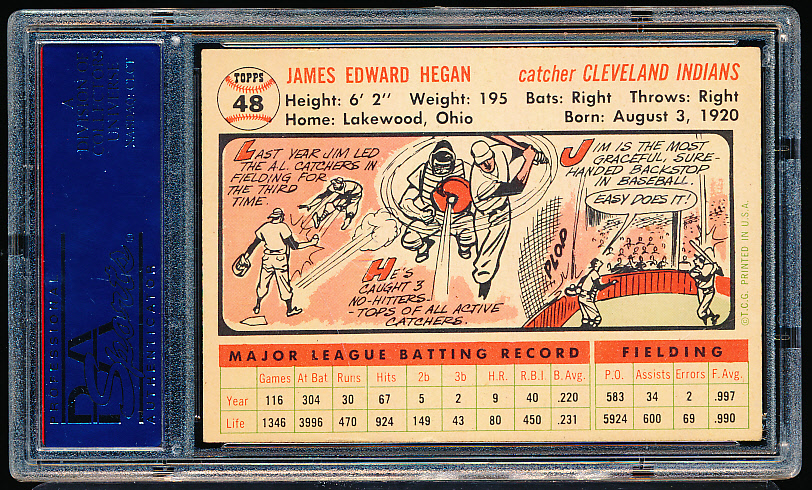 TOPPS
48
JAMES EDWARD HEGAN catcher CLEVELAND INDIANS
Height: 6' 2" Weight: 195 Bats: Right Throws: Right
Home: Lakewood, Ohio Born: August 3, 1920
LAST YEAR JIM LED
THE A.L. CATCHERS IN
FIELDING FOR
THE THIRD
TIME.
HE'S
CAUGHT 3
NO-HITTERS-
-TOPS OF ALL ACTIVE
CATCHERS.
JIM IS THE MOST
GRACEFUL, SURE-
HANDED BACKSTOP
IN BASEBALL.
EASY DOES IT!
PLOP
©T.C.G. PRINTED IN U.S.A.
MAJOR LEAGUE BATTING RECORD FIELDING
Games At Bat Runs Hits 2b 3b H.R. R.B.I B. Avg. P.O. Assists Errors F. Avg.
Year 116 304 30 67 5 2 9 40 .220 583 34 2 .997
Life 1346 3996 470 924 149 43 80 450 .231 5924 600 69 .990
PSA